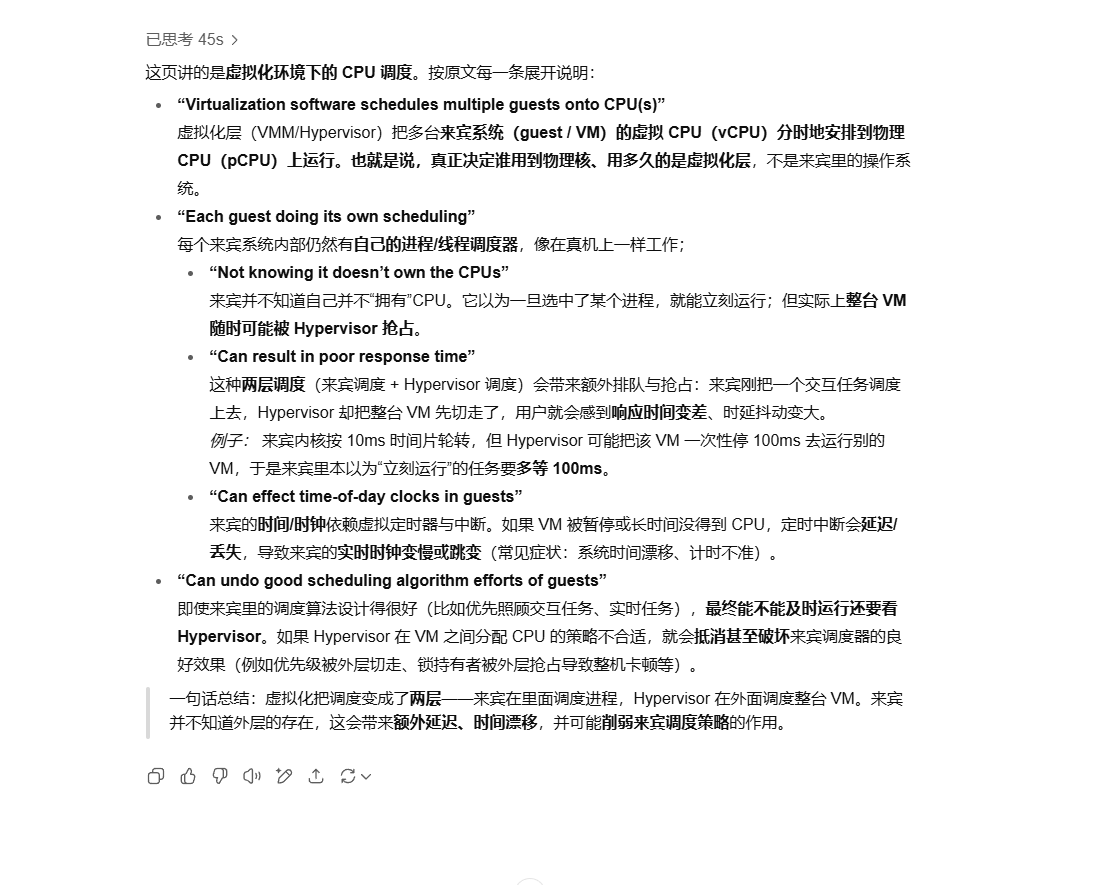 已思考 45s >
这页讲的是虚拟化环境下的 CPU 调度。按原文每一条展开说明：
• “Virtualization software schedules multiple guests onto CPU(s)”
虚拟化层（VMM/Hypervisor）把多台来宾系统（guest / VM）的虚拟 CPU（vCPU）分时地安排到物理
CPU（pCPU）上运行。也就是说，真正决定谁用到物理核、用多久的是虚拟化层，不是来宾里的操作系
统。
• “Each guest doing its own scheduling”
每个来宾系统内部仍然有自己的进程/线程调度器，像在真机上一样工作；
• “Not knowing it doesn’t own the CPUs”
来宾并不知道自己并不“拥有”CPU。它以为一旦选中了某个进程，就能立刻运行；但实际上整台 VM
随时可能被 Hypervisor 抢占。
• “Can result in poor response time”
这种两层调度（来宾调度 + Hypervisor 调度）会带来额外排队与抢占：来宾刚把一个交互任务调度
上去，Hypervisor 却把整台 VM 先切走了，用户就会感到响应时间变差、时延抖动变大。
例子： 来宾内核按 10ms 时间片轮转，但 Hypervisor 可能把该 VM 一次性停 100ms 去运行别的
VM，于是来宾里本以为“立刻运行”的任务要多等 100ms。
• “Can effect time-of-day clocks in guests”
来宾的时间/时钟依赖虚拟定时器与中断。如果 VM 被暂停或长时间没得到 CPU，定时中断会延迟/
丢失，导致来宾的实时时钟变慢或跳变（常见症状：系统时间漂移、计时不准）。
• “Can undo good scheduling algorithm efforts of guests”
即使来宾里的调度算法设计得很好（比如优先照顾交互任务、实时任务），最终能不能及时运行还要看
Hypervisor。如果 Hypervisor 在 VM 之间分配 CPU 的策略不合适，就会抵消甚至破坏来宾调度器的良
好效果（例如优先级被外层切走、锁持有者被外层抢占导致整机卡顿等）。
一句话总结：虚拟化把调度变成了两层——来宾在里面调度进程，Hypervisor 在外面调度整台 VM。来宾
并不知道外层的存在，这会带来额外延迟、时间漂移，并可能削弱来宾调度策略的作用。